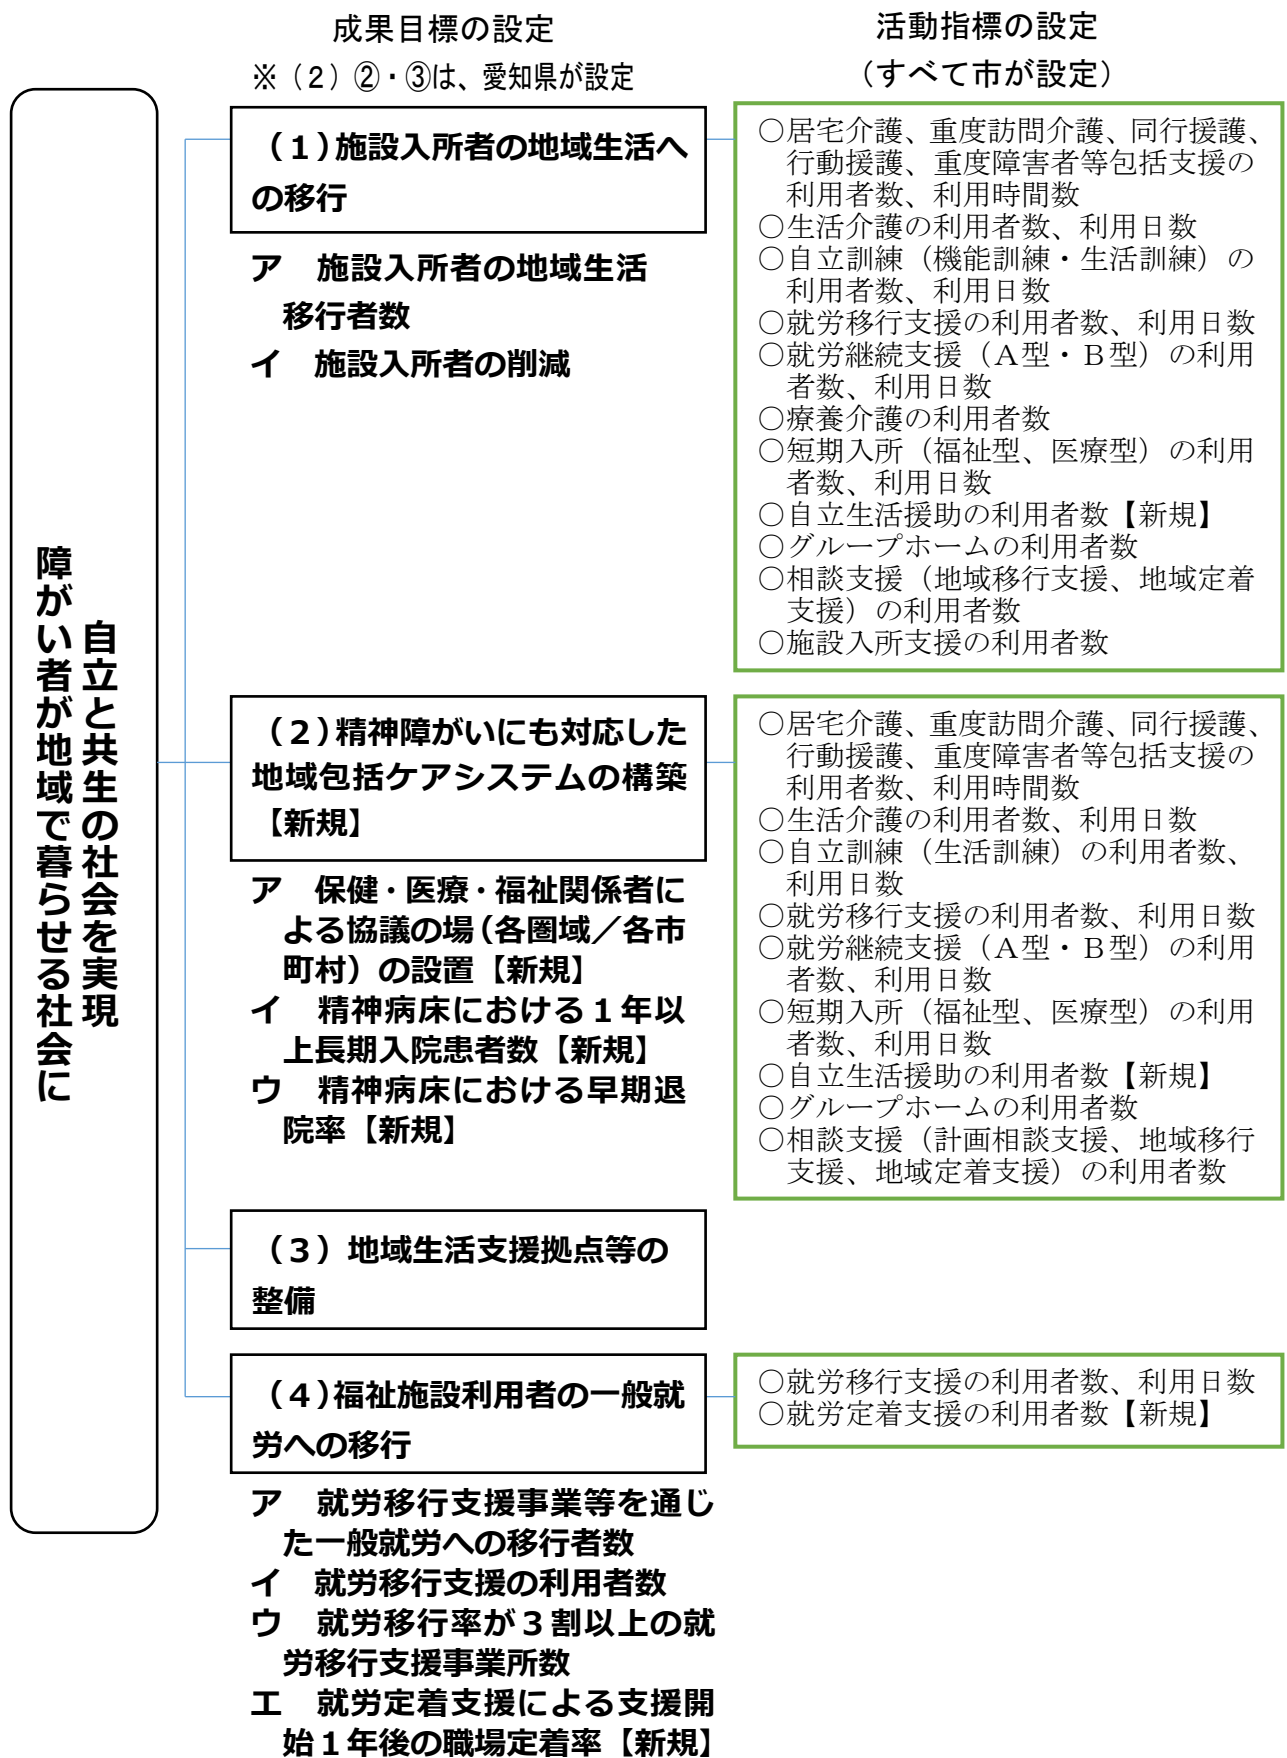 成果目標の設定
※（２）②・③は、愛知県が設定
活動指標の設定
（すべて市が設定）
自立と共生の社会を実現
障がい者が地域で暮らせる社会に
（１）施設入所者の地域生活へ
の移行
ア　施設入所者の地域生活
移行者数
イ　施設入所者の削減
○居宅介護、重度訪問介護、同行援護、
行動援護、重度障害者等包括支援の
利用者数、利用時間数
○生活介護の利用者数、利用日数
○自立訓練（機能訓練・生活訓練）の
利用者数、利用日数
○就労移行支援の利用者数、利用日数
○就労継続支援（Ａ型・Ｂ型）の利用
者数、利用日数
○療養介護の利用者数
○短期入所（福祉型、医療型）の利用
者数、利用日数
○自立生活援助の利用者数【新規】
○グループホームの利用者数
○相談支援（地域移行支援、地域定着
支援）の利用者数
○施設入所支援の利用者数
（２）精神障がいにも対応した
地域包括ケアシステムの構築
【新規】
ア　保健・医療・福祉関係者に
よる協議の場（各圏域／各市
町村）の設置【新規】
イ　精神病床における１年以
上長期入院患者数【新規】
ウ　精神病床における早期退
院率【新規】
○居宅介護、重度訪問介護、同行援護、
行動援護、重度障害者等包括支援の
利用者数、利用時間数
○生活介護の利用者数、利用日数
○自立訓練（生活訓練）の利用者数、
利用日数
○就労移行支援の利用者数、利用日数
○就労継続支援（Ａ型・Ｂ型）の利用
者数、利用日数
○短期入所（福祉型、医療型）の利用
者数、利用日数
○自立生活援助の利用者数【新規】
○グループホームの利用者数
○相談支援（計画相談支援、地域移行
支援、地域定着支援）の利用者数
（３）地域生活支援拠点等の
整備
（４）福祉施設利用者の一般就
労への移行
ア　就労移行支援事業等を通じ
た一般就労への移行者数
イ　就労移行支援の利用者数
ウ　就労移行率が３割以上の就
労移行支援事業所数
エ　就労定着支援による支援開
始１年後の職場定着率【新規】
○就労移行支援の利用者数、利用日数
○就労定着支援の利用者数【新規】